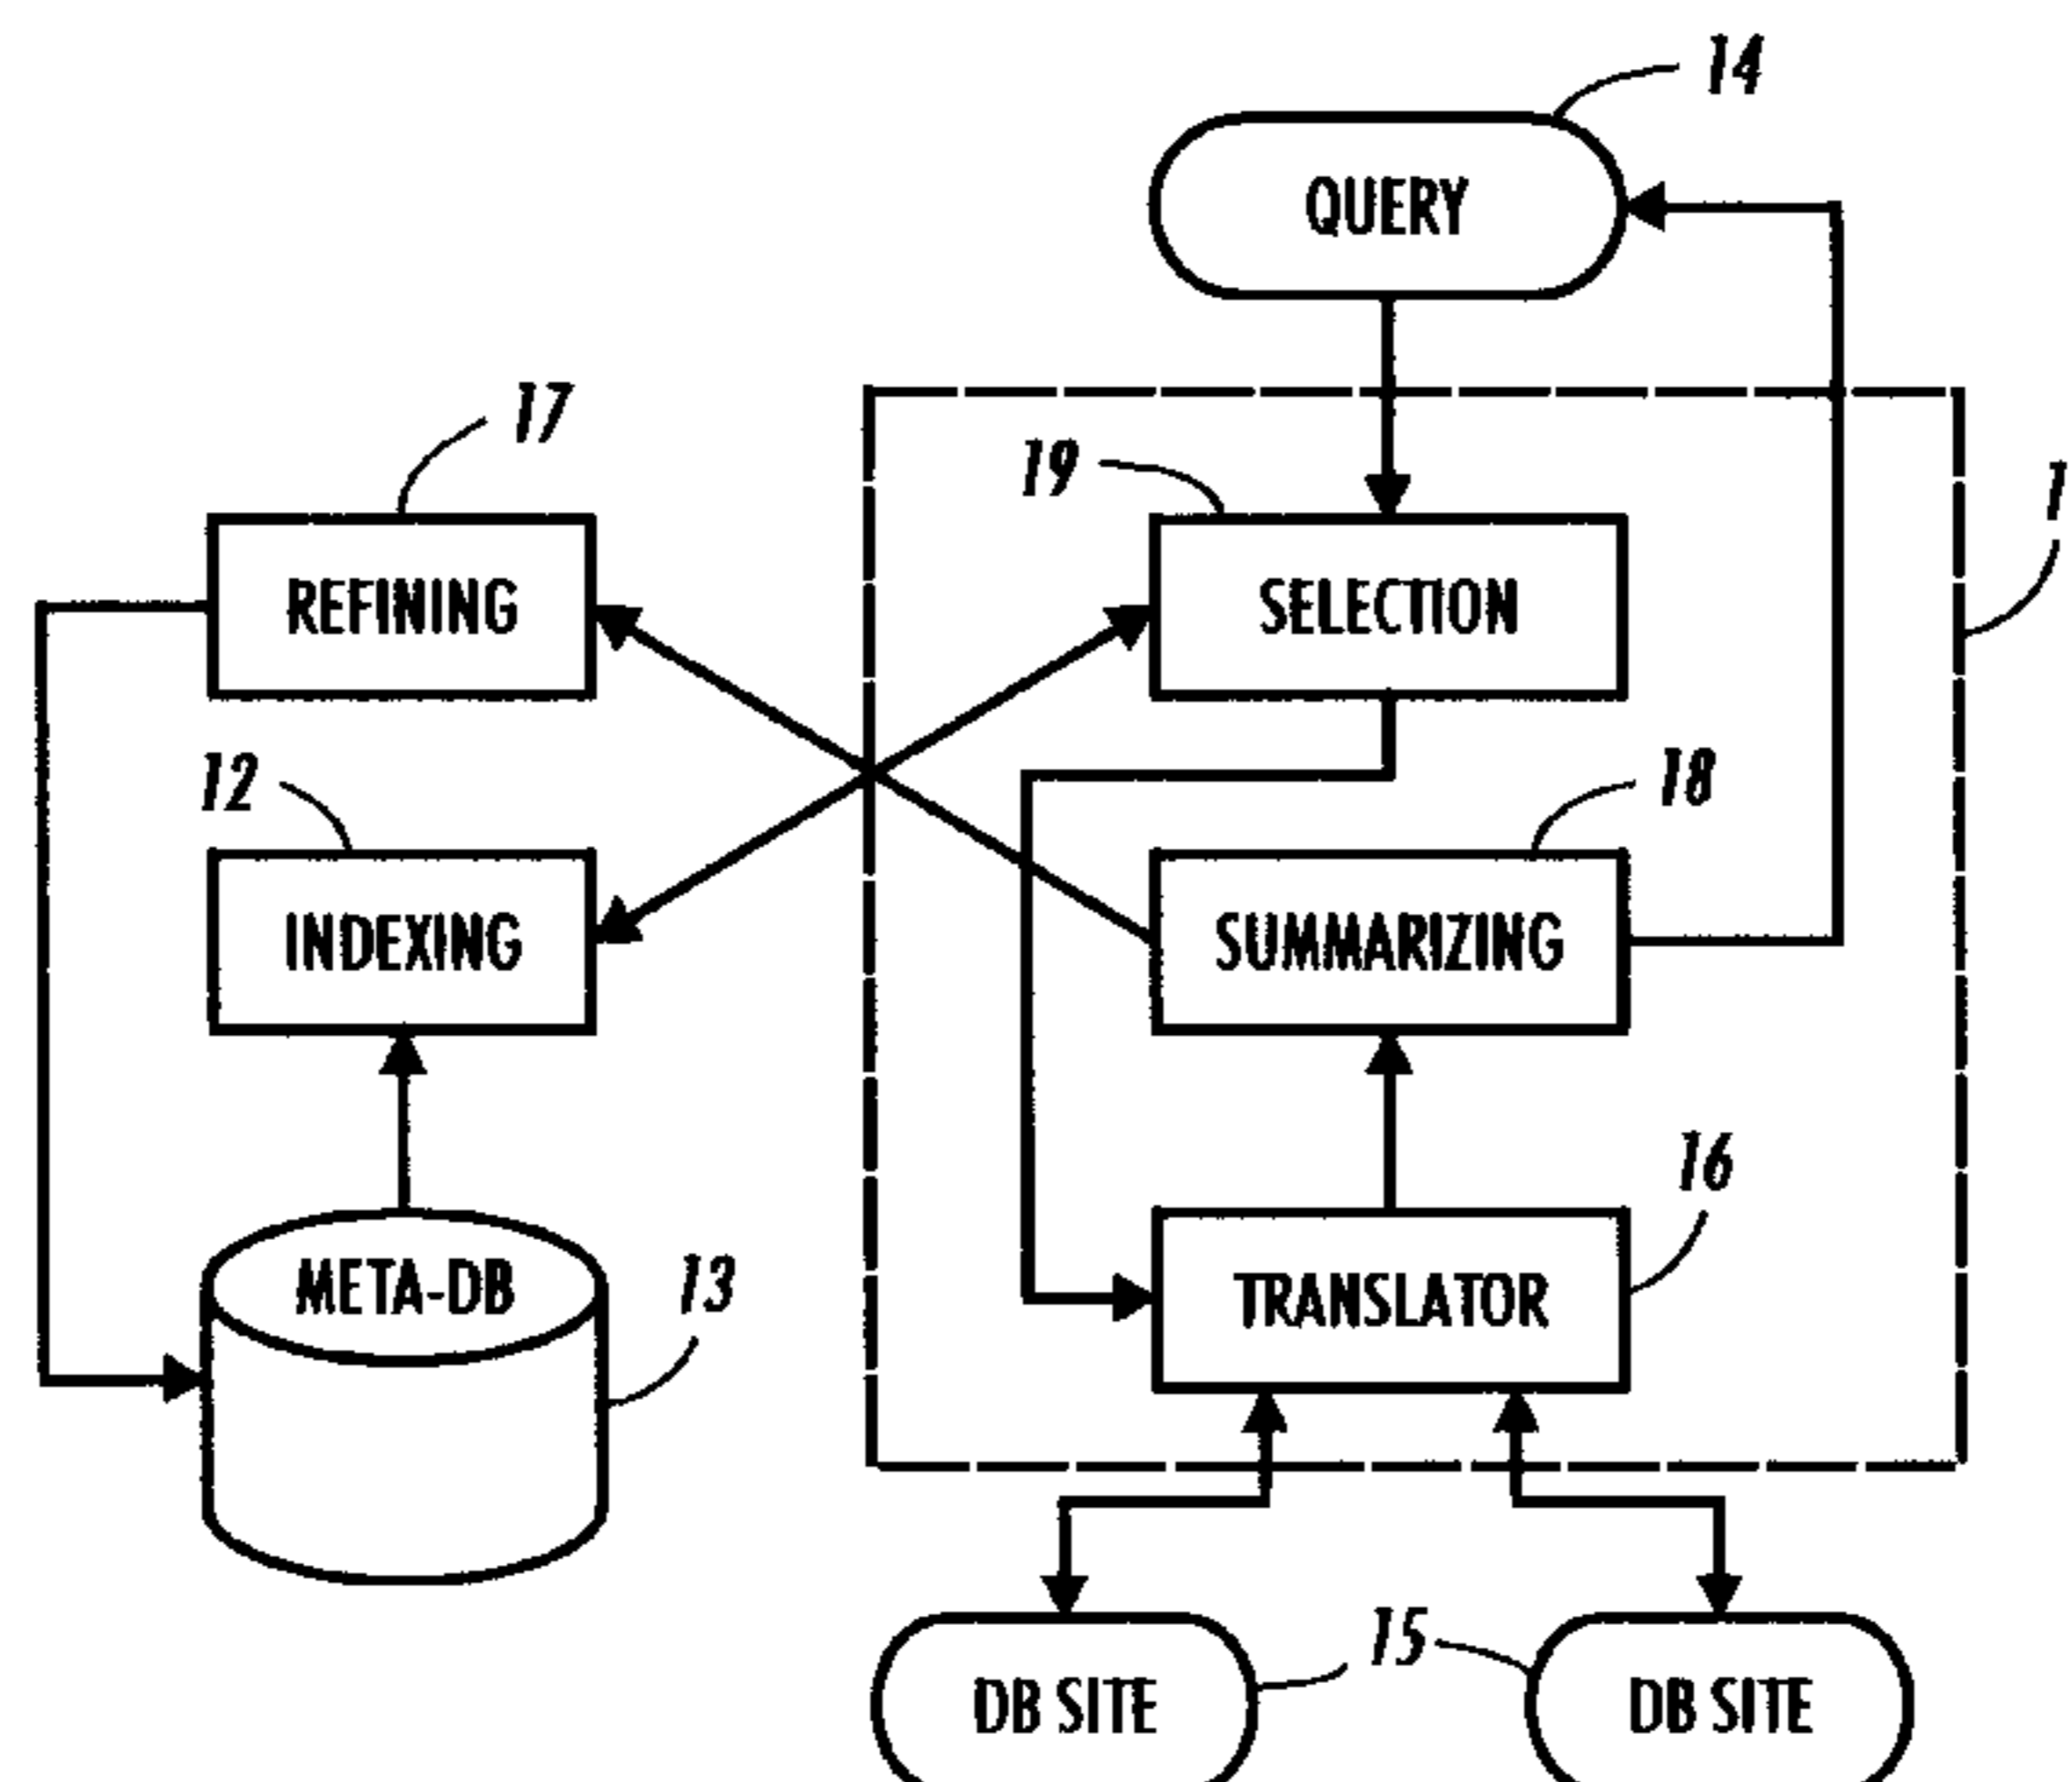 14
QUERY
17
19
1
REFINING
SELECTION
12
18
INDEXING
SUMMARIZING
16
META-DB
13
TRANSLATOR
15
DB SITE
DB SITE